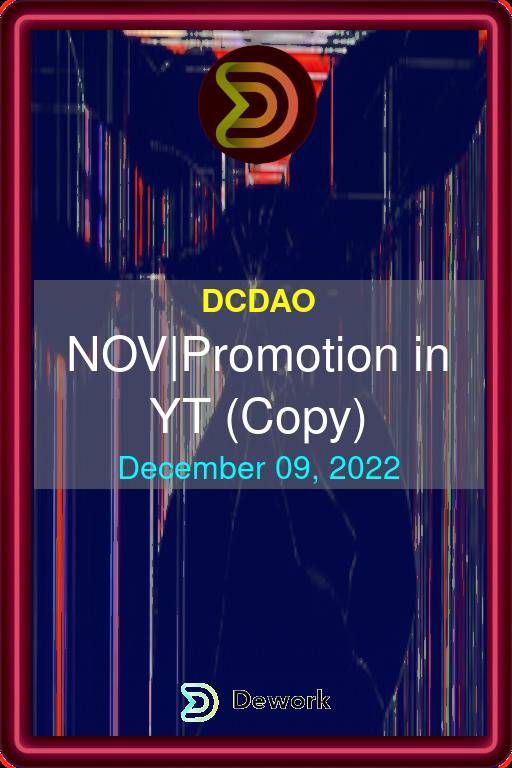 DCDAO
NOV|Promotion in
YT (Copy)
December 09, 2022
Dework